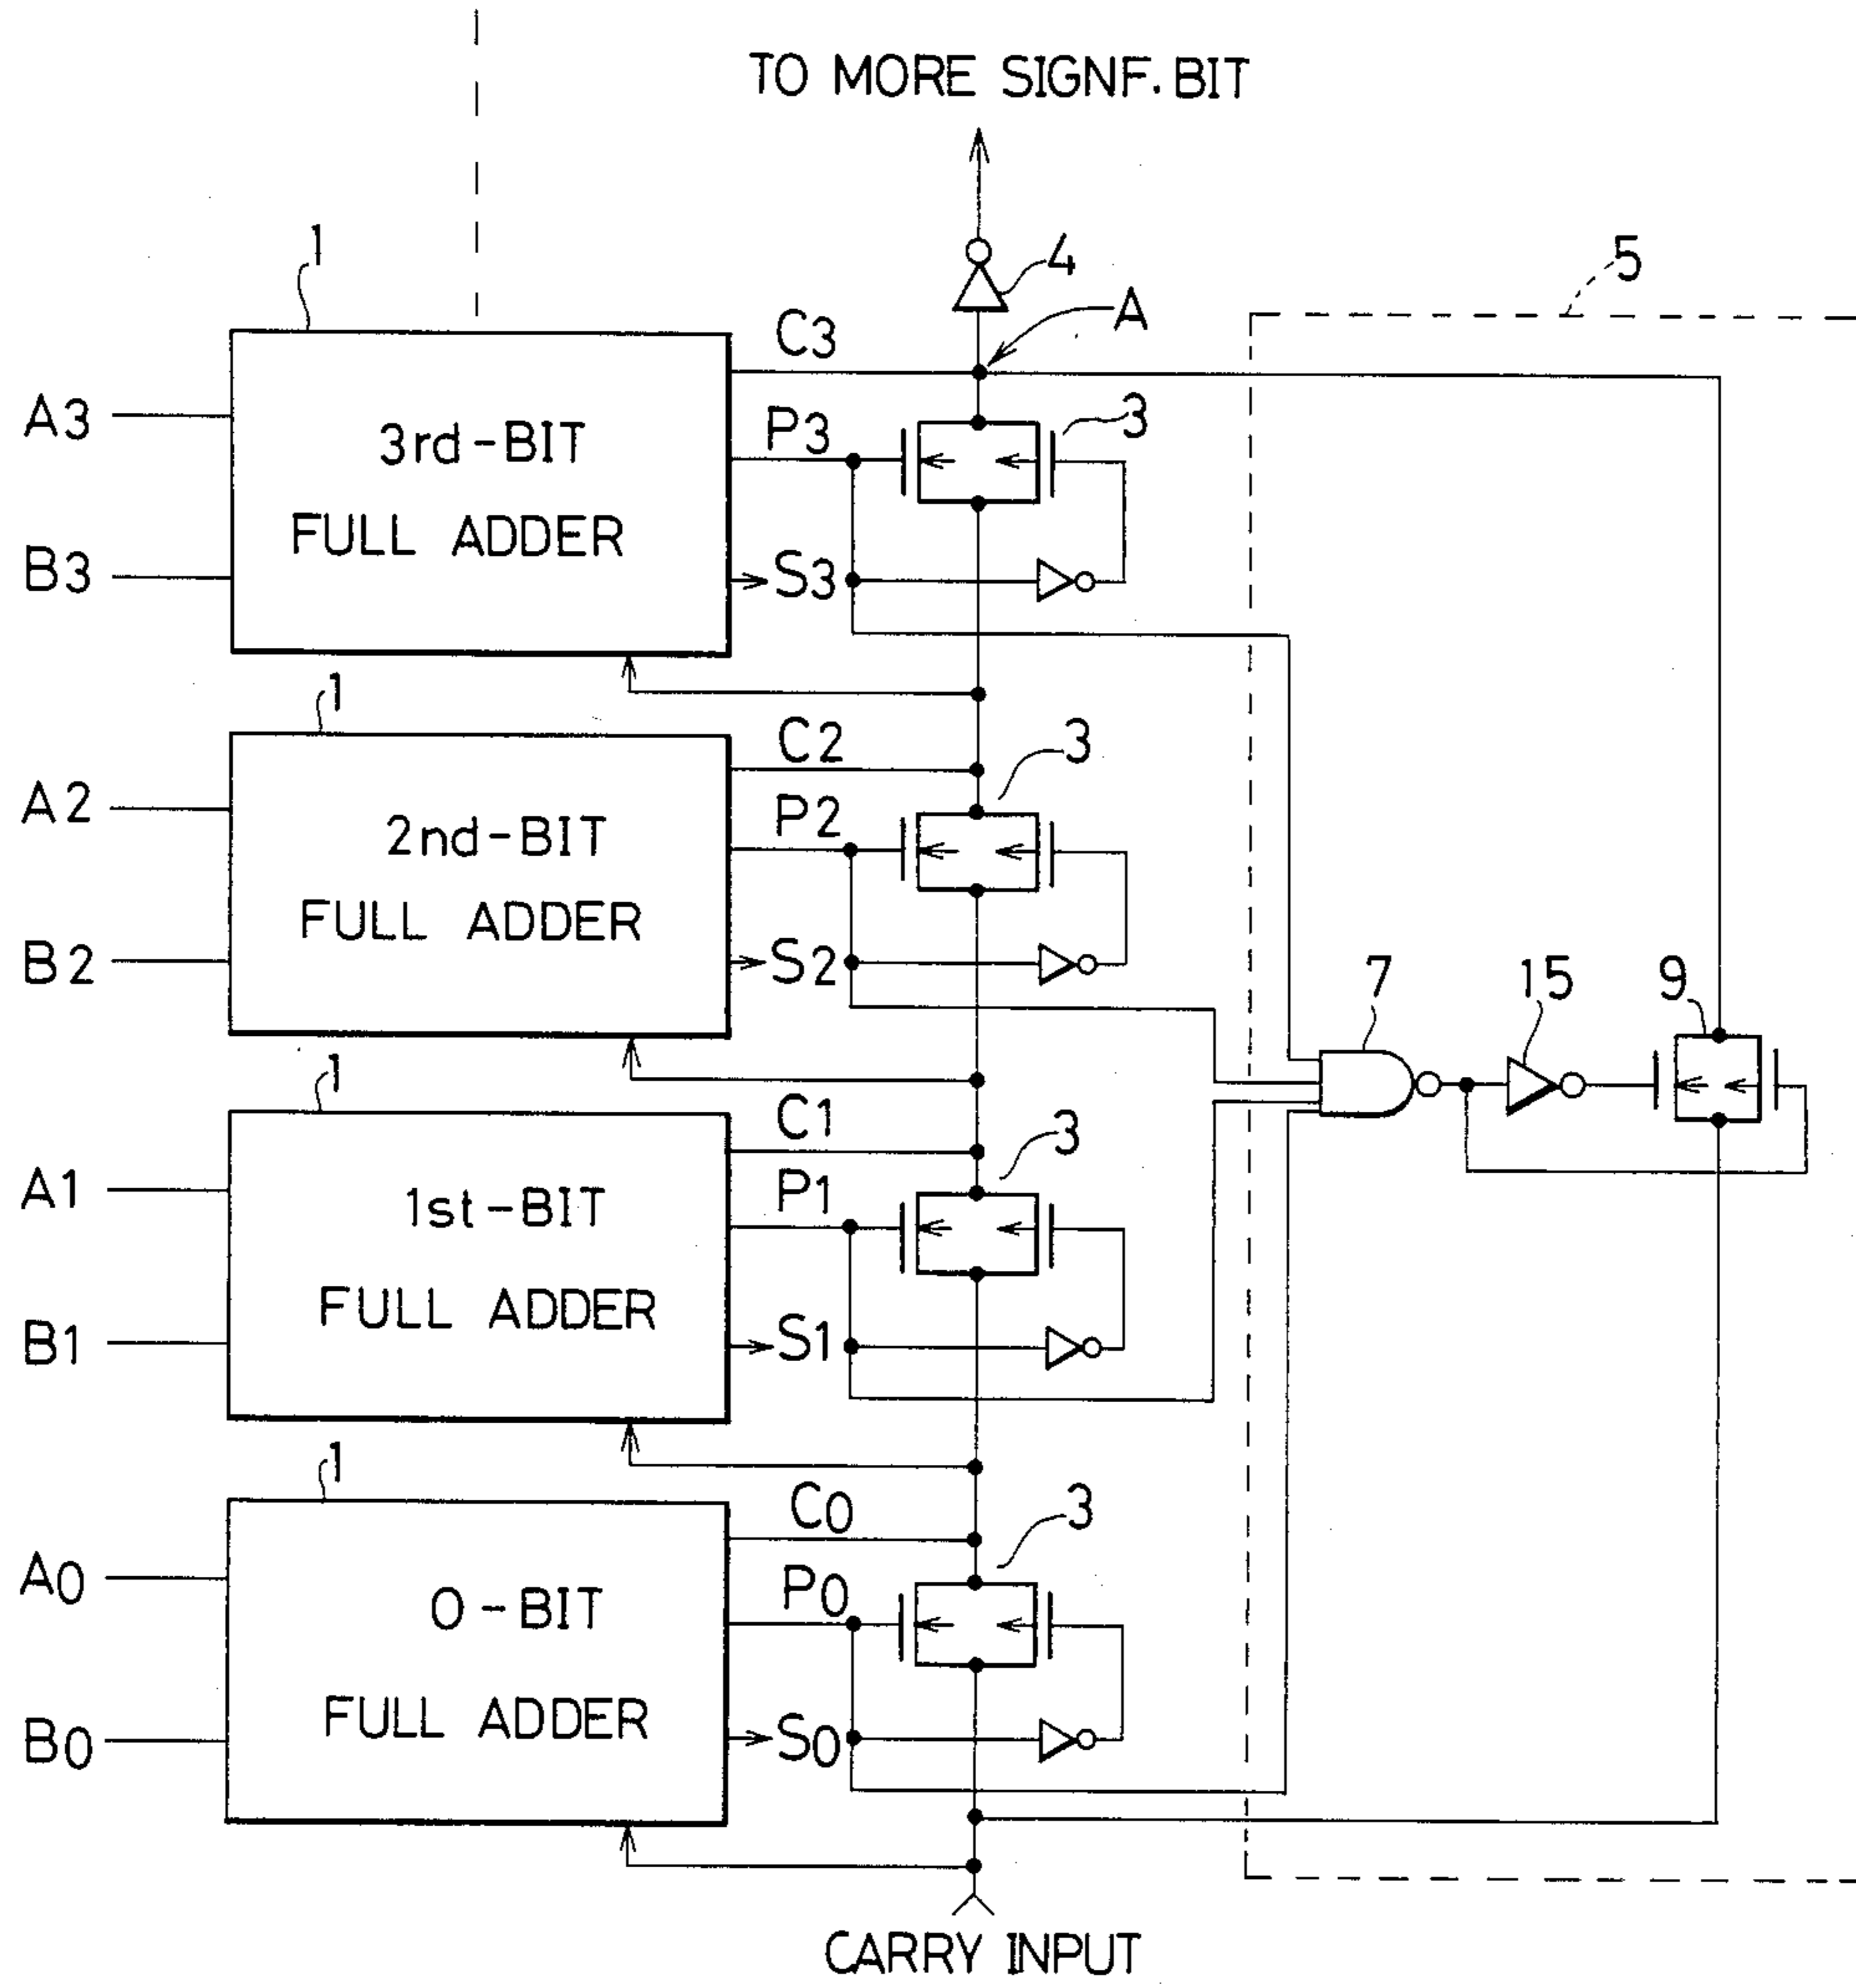 TO MORE SIGNF. BIT
1
4
5
C3
A
A3
3rd-BIT
P3
3
FULL ADDER
B3
S3
1
C2
3
A2
2nd-BIT
P2
FULL ADDER
B2
S2
7
15
9
1
C1
3
A1
1st-BIT
P1
FULL ADDER
B1
S1
1
C0
3
A0
0-BIT
P0
FULL ADDER
B0
S0
CARRY INPUT